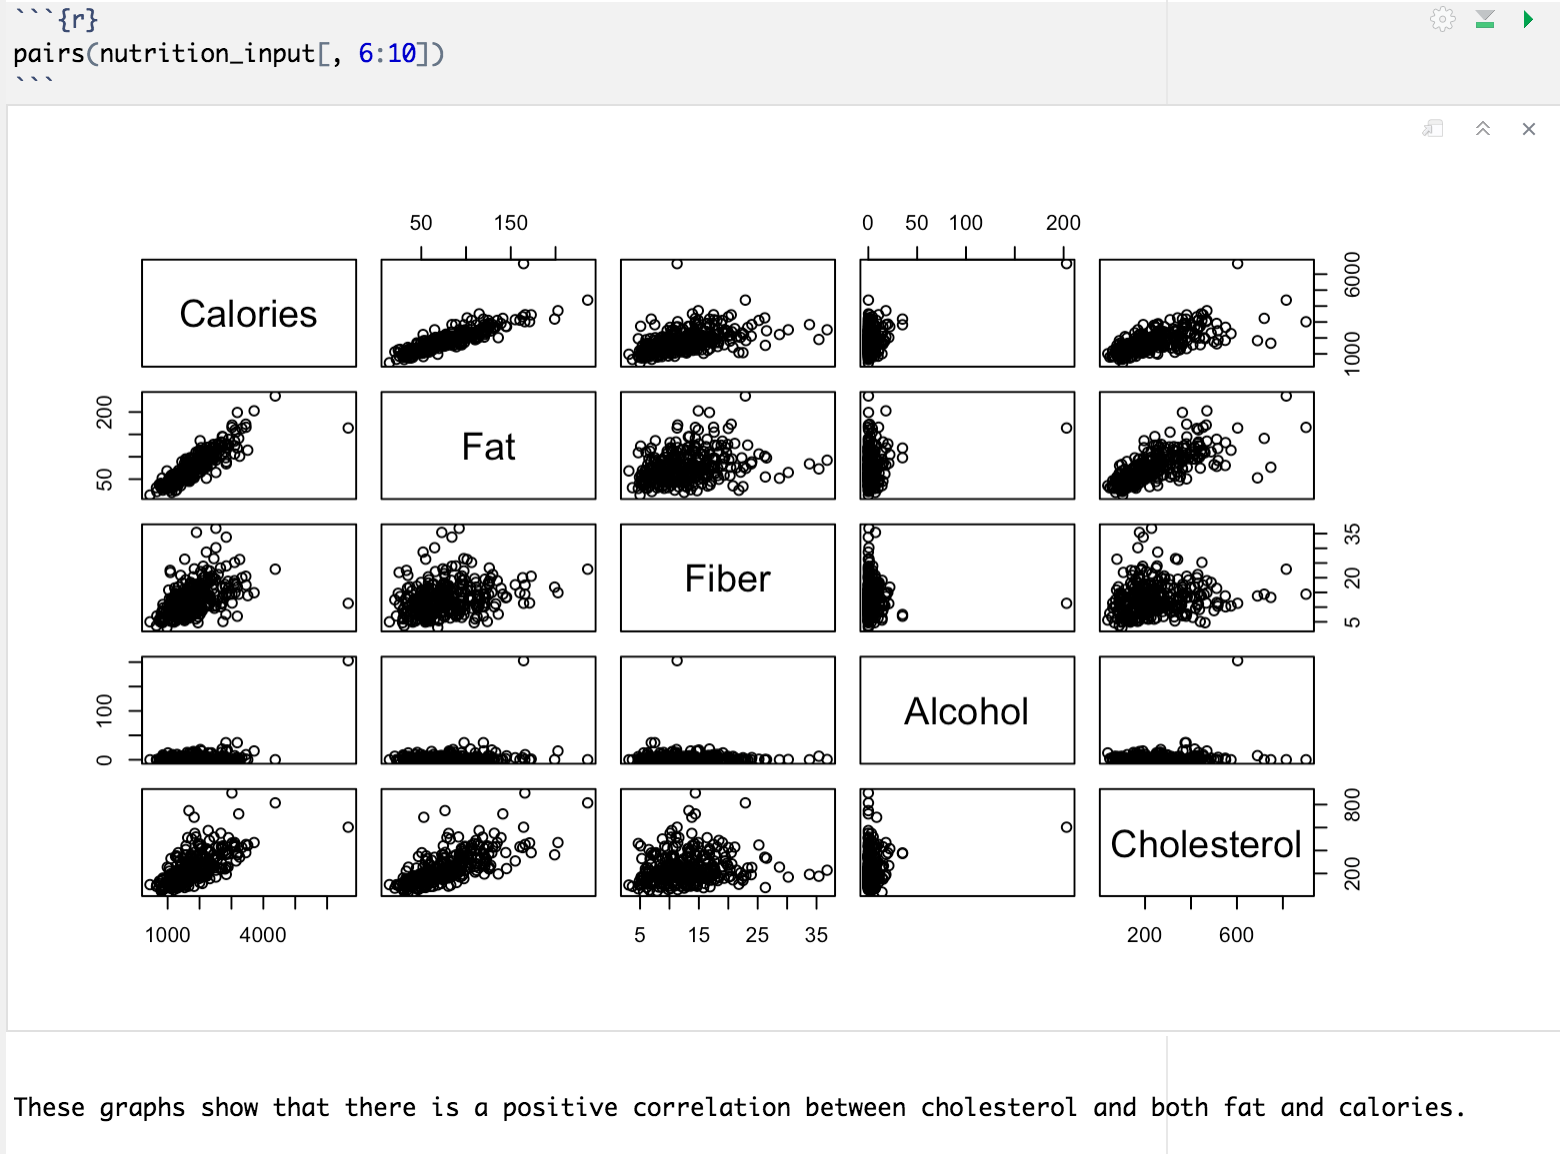 ```{r}
pairs(nutrition_input[, 6:10])
```
50 150 0 50 100 200
Calories 6000 1000
200 50 Fat
Fiber 35 20 5
100 0 Alcohol
Cholesterol 800 200
1000 4000 5 15 25 35 200 600
These graphs show that there is a positive correlation between cholesterol and both fat and calories.